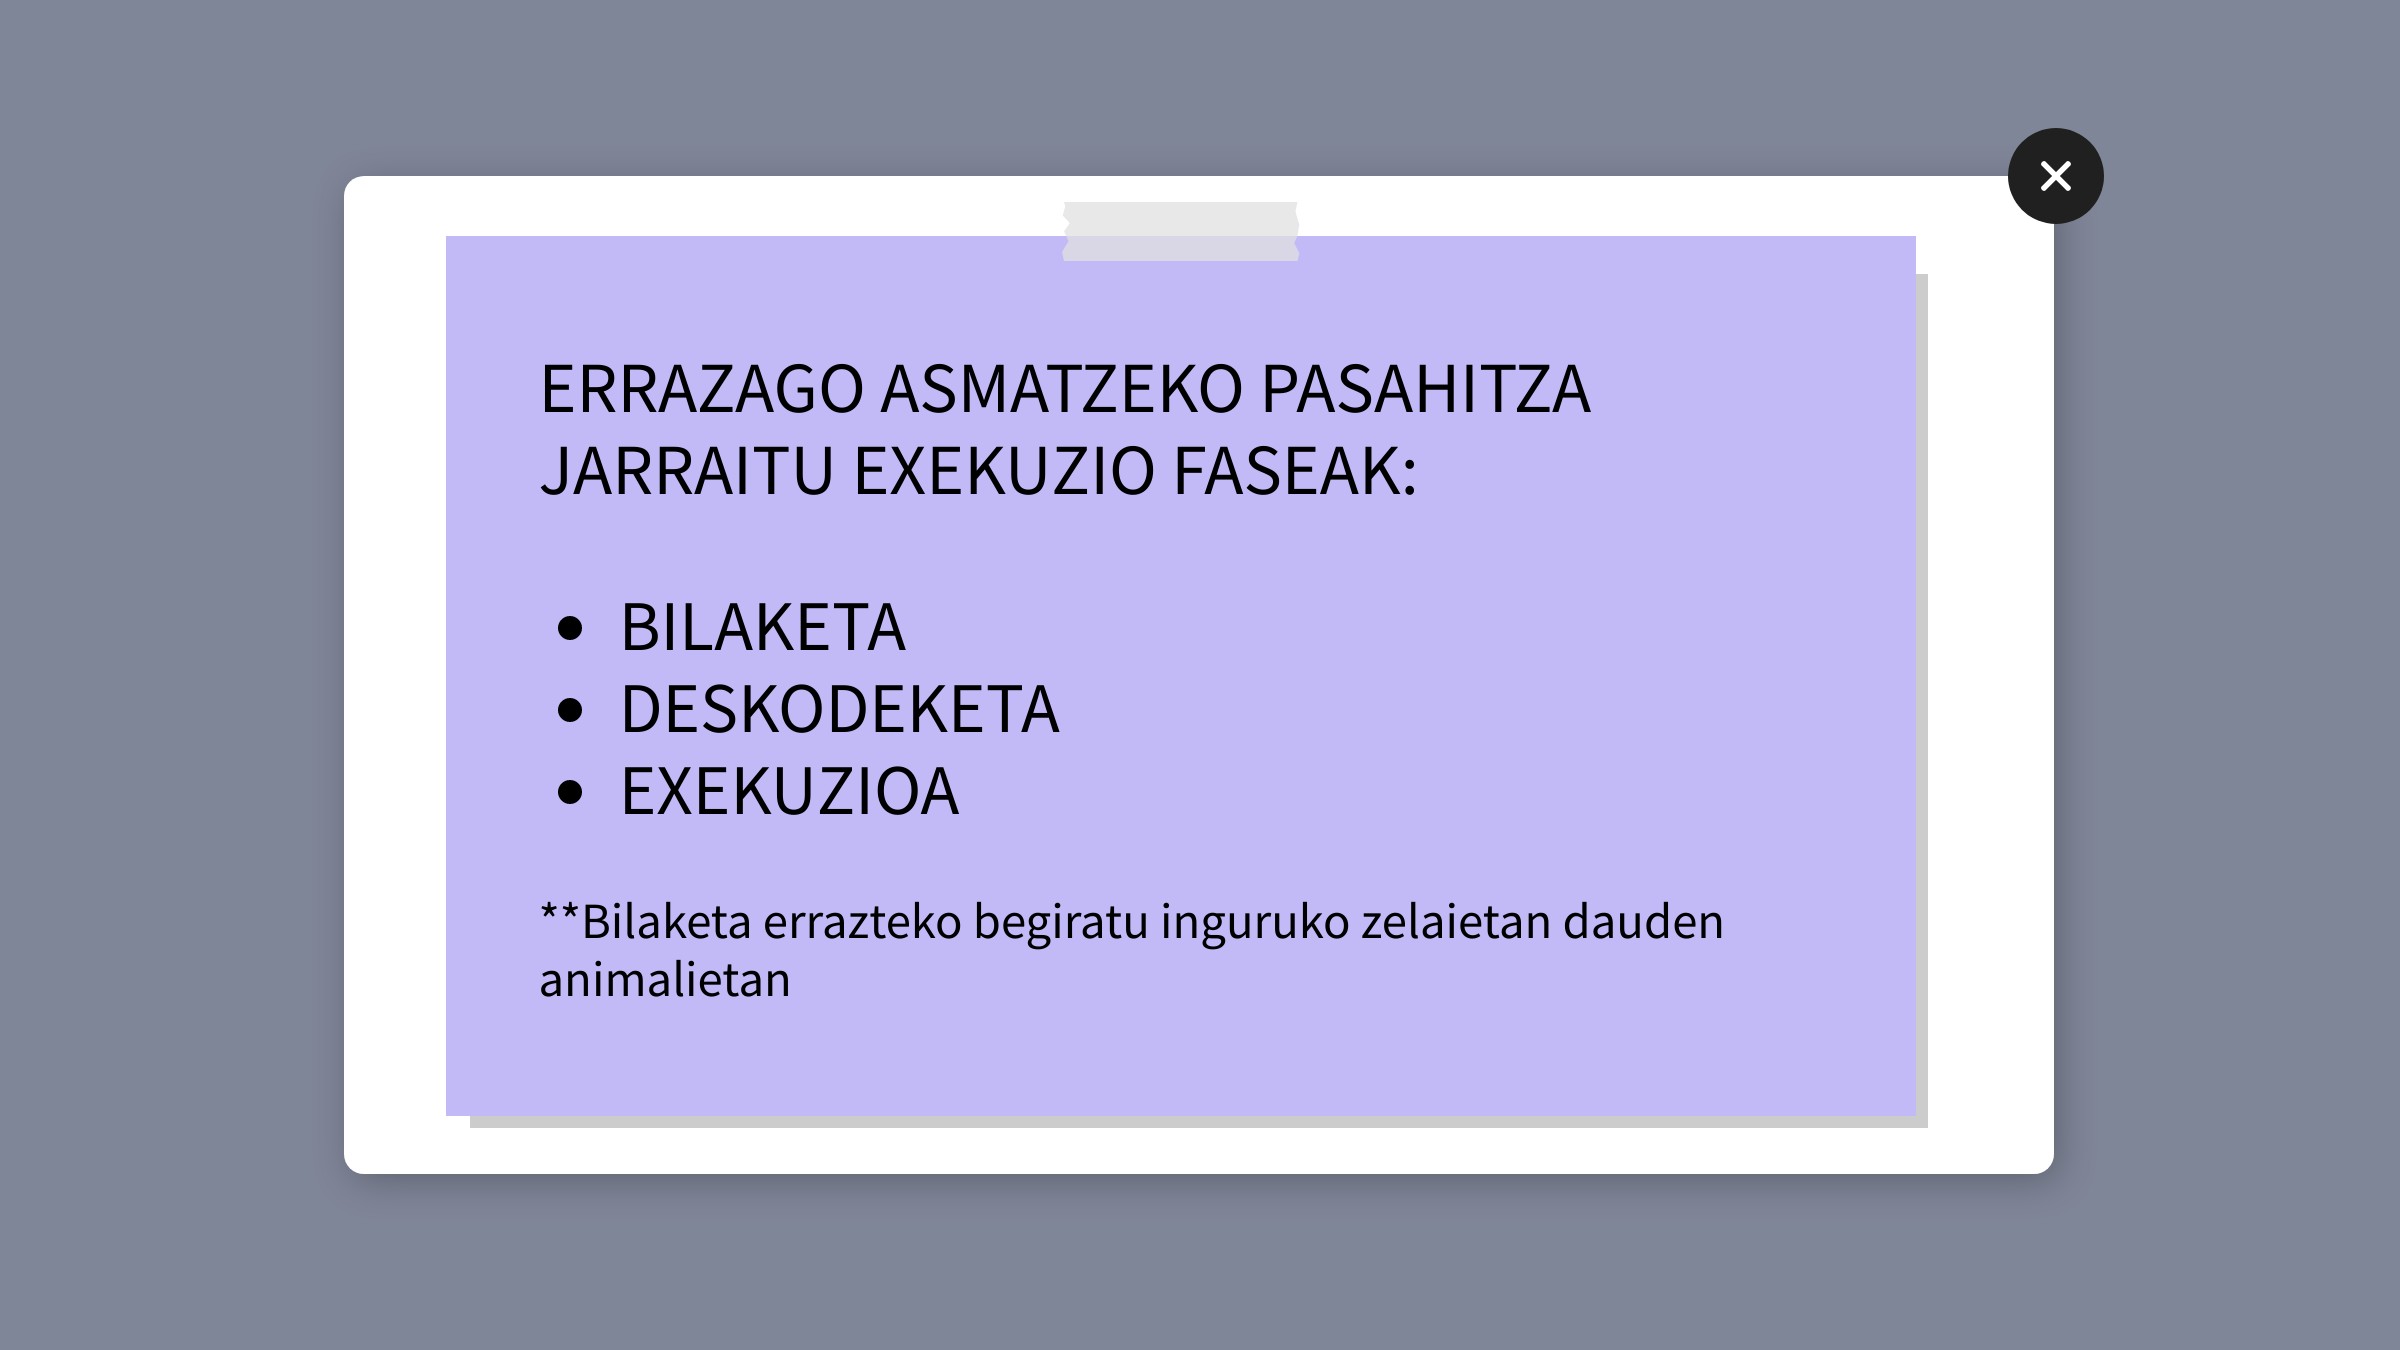 ERRAZAGO ASMATZEKO PASAHITZA
JARRAITU EXEKUZIO FASEAK:
• BILAKETA
• DESKODEKETA
• EXEKUZIOA
**Bilaketa errazteko begiratu inguruko zelaietan dauden
animalietan